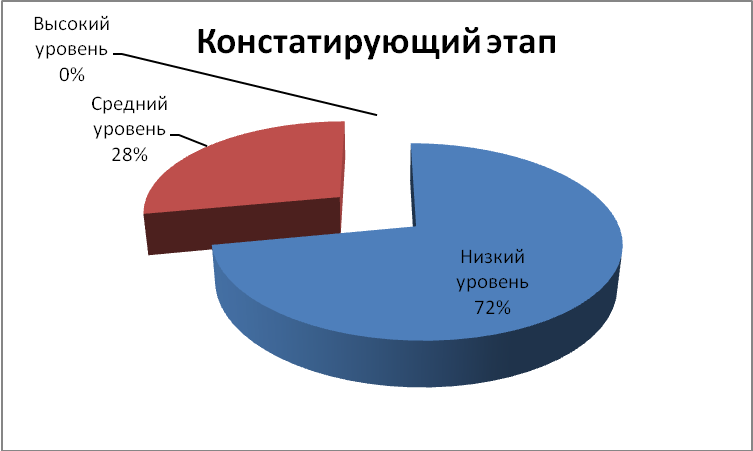 Констатирующий этап
Высокий
уровень
0%
Средний
уровень
28%
Низкий
уровень
72%